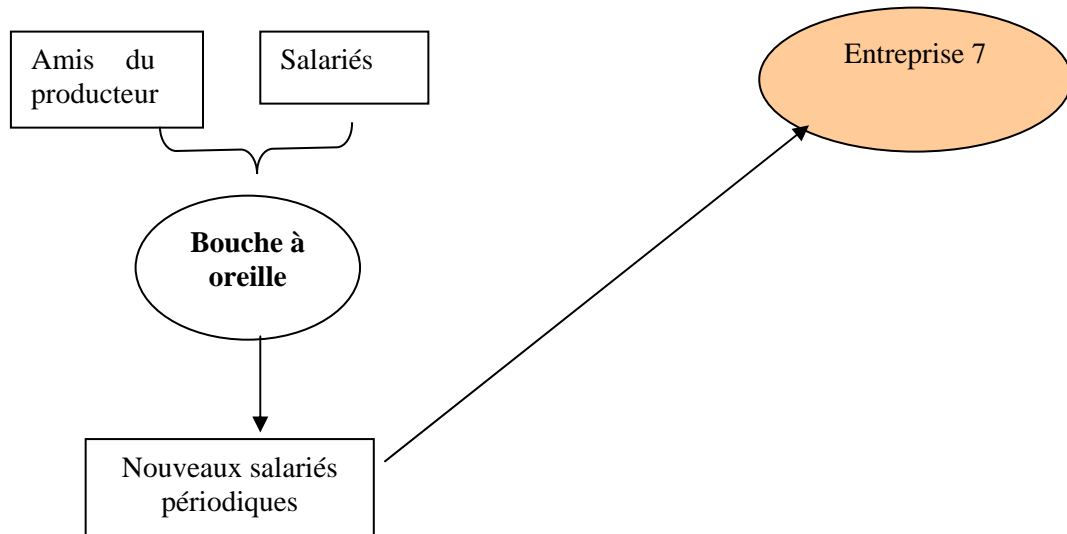 Amis du
producteur
Salariés
Entreprise 7
Bouche à
oreille
Nouveaux salariés
périodiques